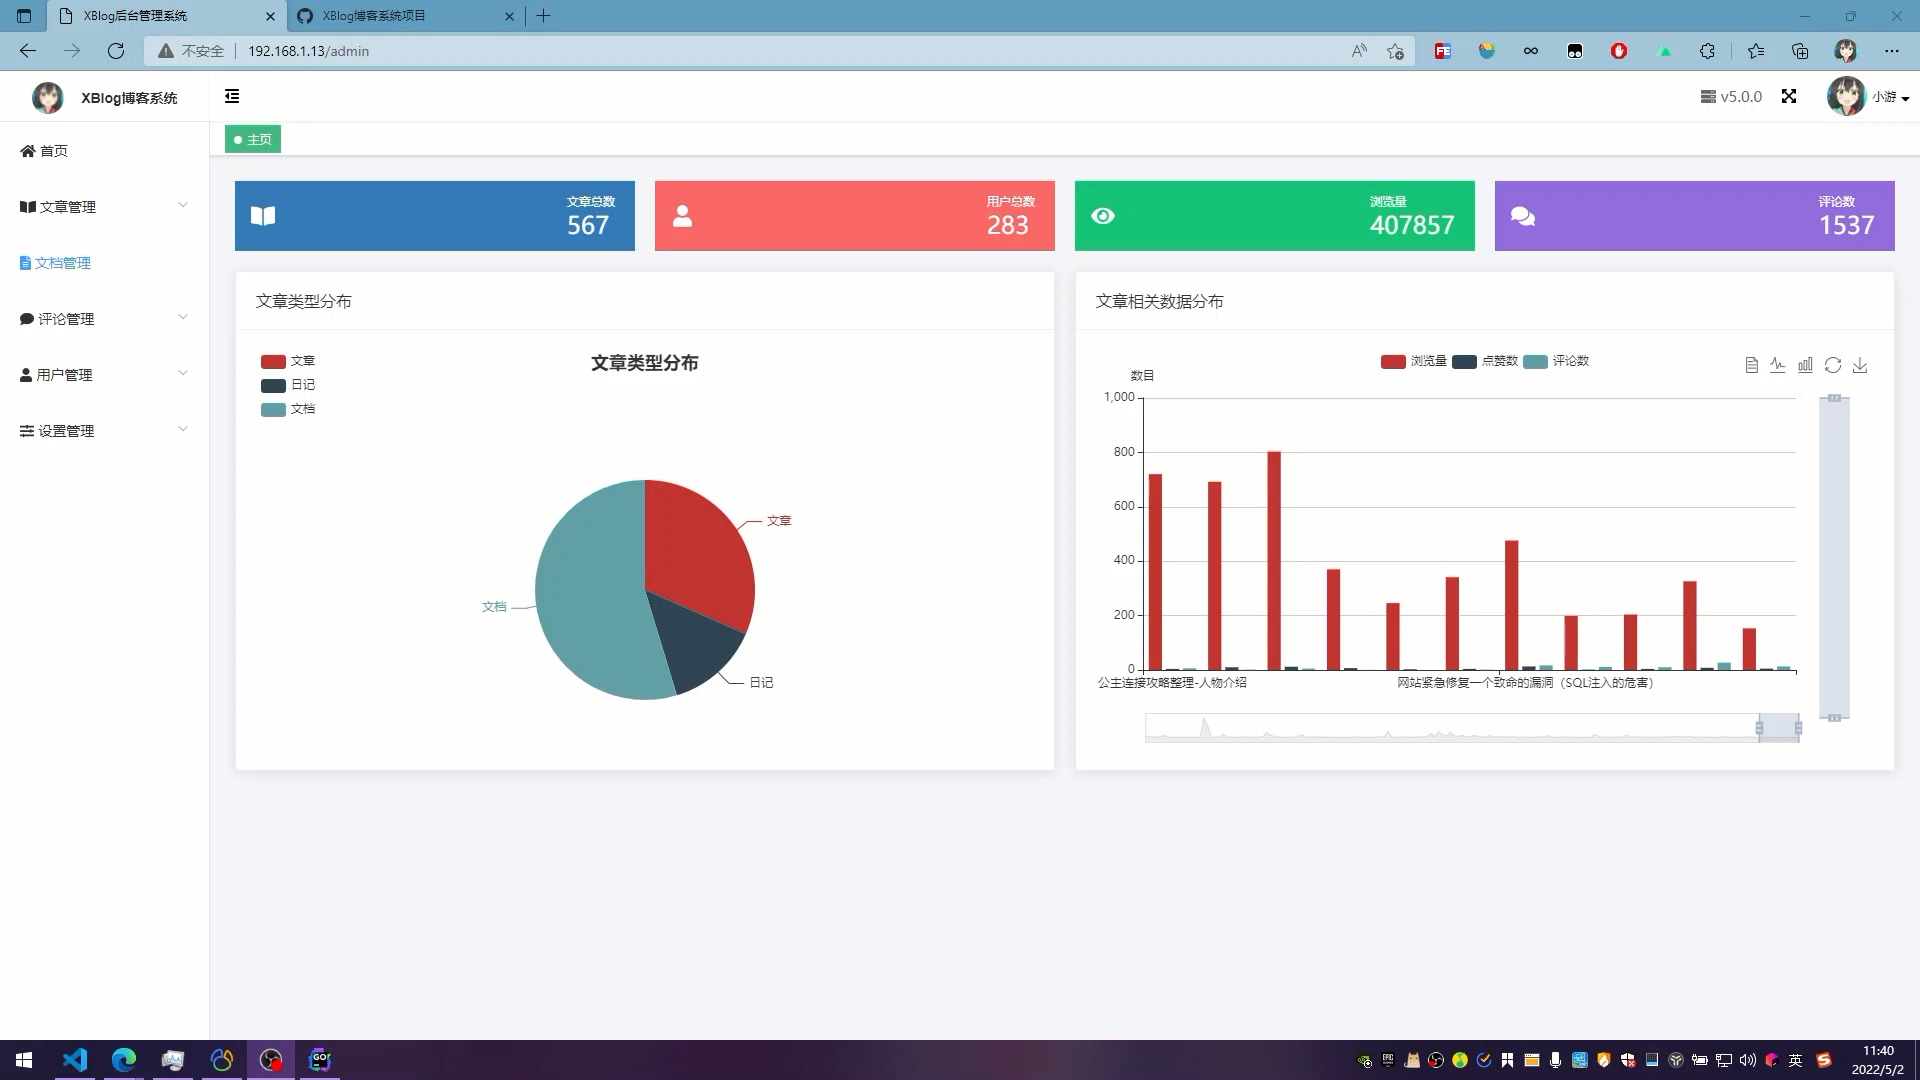 XBlog后台管理系统
XBlog博客系统项目
不安全
192.168.1.13/admin
XBlog博客系统
v5.0.0
小游
主页
首页
文章管理
文档管理
评论管理
用户管理
设置管理
文章总数
567
用户总数
283
浏览量
407857
评论数
1537
文章类型分布
文章
日记
文档
文章类型分布
文章
文档
日记
文章相关数据分布
浏览量 点赞数 评论数
数目
1,000
800
600
400
200
0
公主连接攻略整理-人物介绍
网站紧急修复一个致命的漏洞（SQL注入的危害）
GO
EPIC
英
11:40
2022/5/2